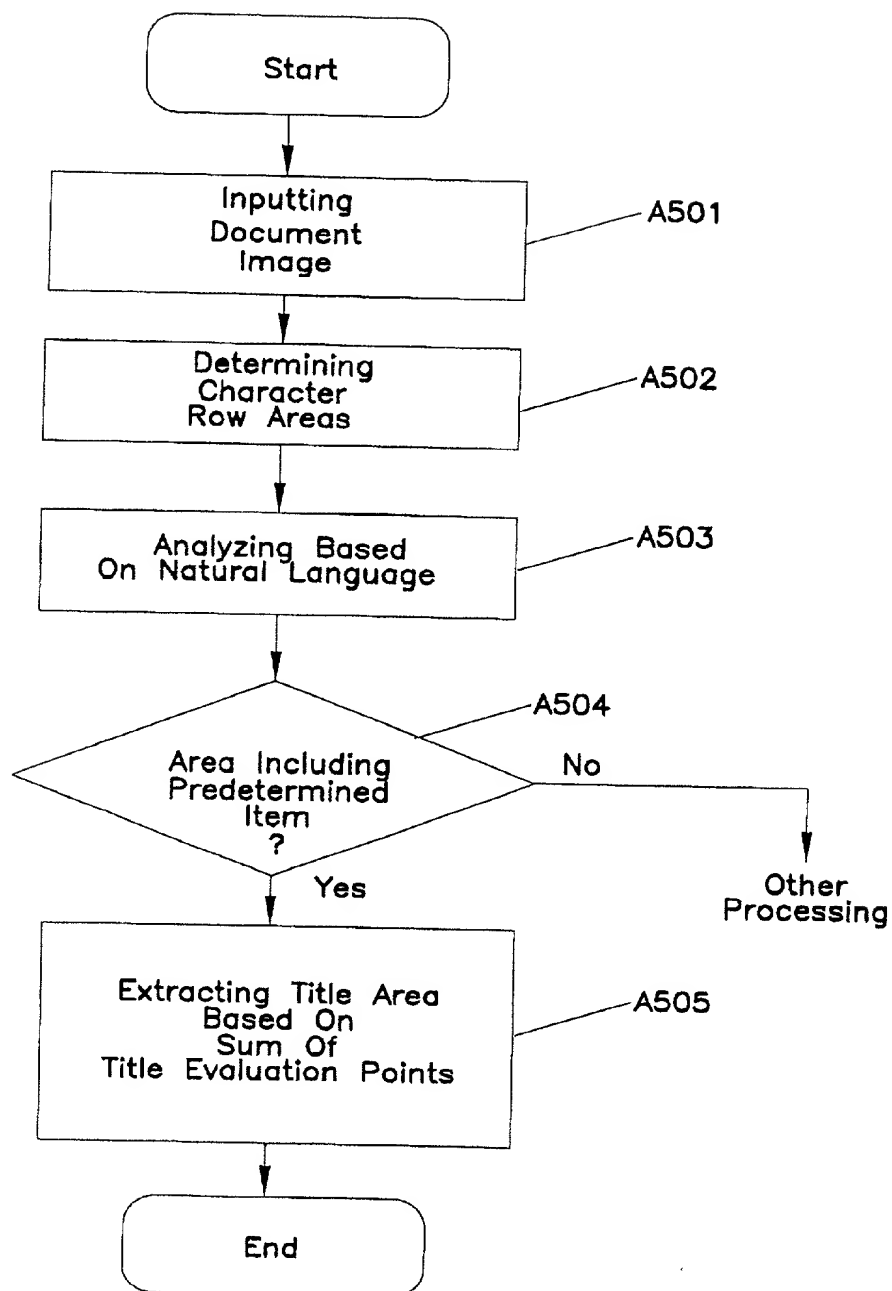 Start
Inputting
Document
Image
A501
Determining
Character
Row Areas
A502
Analyzing Based
On Natural Language
A503
A504
Area Including
Predetermined
Item
?
No
Yes
Other
Processing
Extracting Title Area
Based On
Sum Of
Title Evaluation Points
A505
End